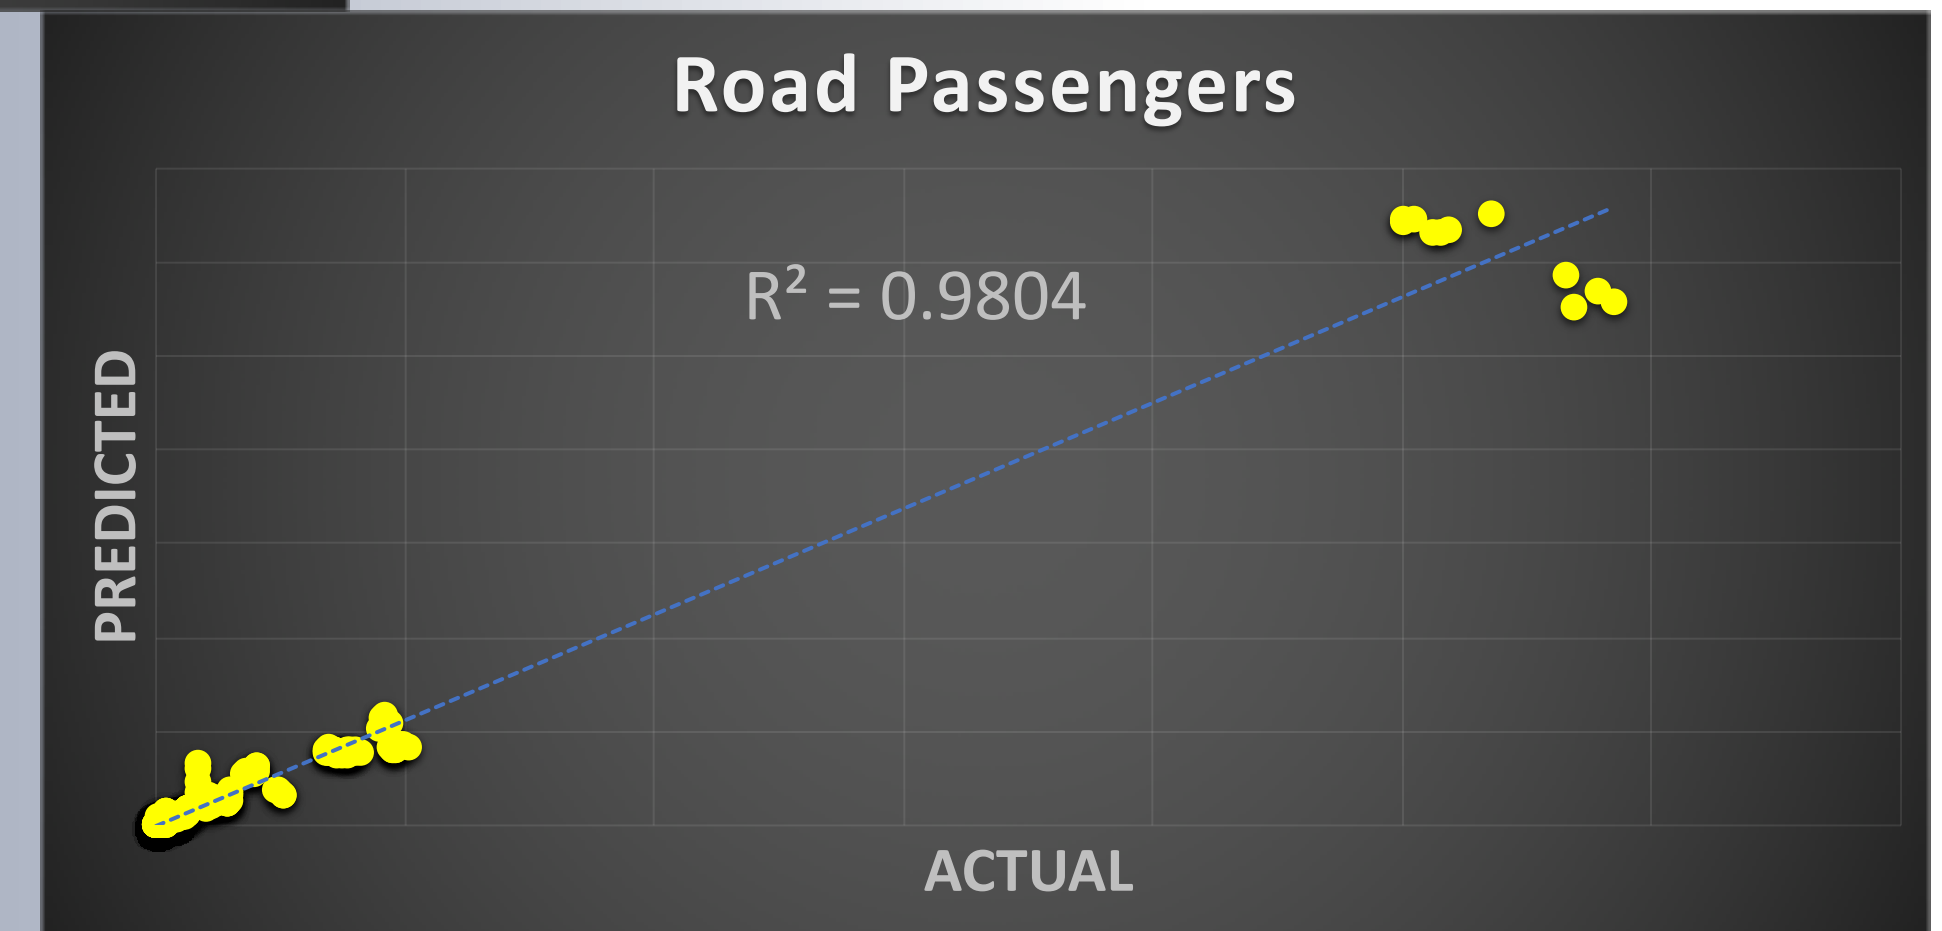 Road Passengers
R² = 0.9804
PREDICTED
ACTUAL